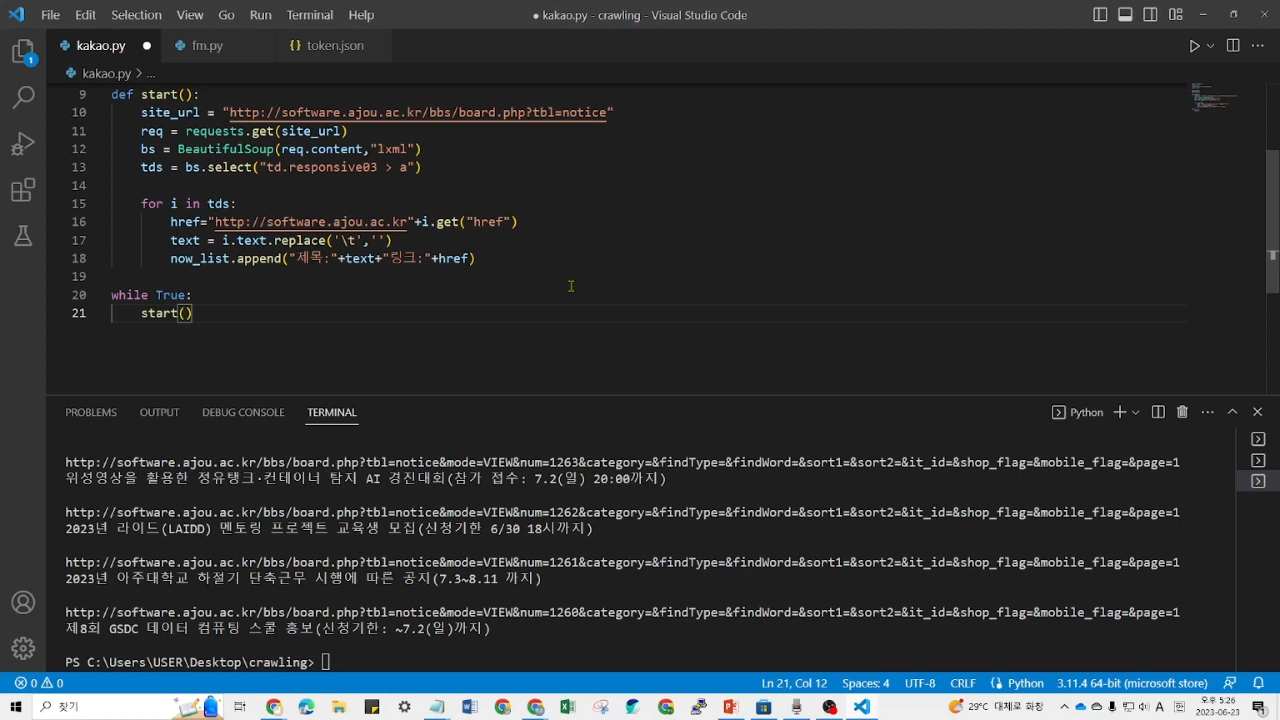 File Edit Selection View Go Run Terminal Help
● kakao.py - crawling - Visual Studio Code
kakao.py ● fm.py {} token.json
kakao.py > ...
9 def start():
10 site_url = "http://software.ajou.ac.kr/bbs/board.php?tbl=notice"
11 req = requests.get(site_url)
12 bs = BeautifulSoup(req.content,"lxml")
13 tds = bs.select("td.responsive03 > a")
14
15 for i in tds:
16 href="http://software.ajou.ac.kr"+i.get("href")
17 text = i.text.replace('\t','')
18 now_list.append("제목:"+text+"링크:"+href)
19
20 while True:
21 start()
PROBLEMS OUTPUT DEBUG CONSOLE TERMINAL
Python
http://software.ajou.ac.kr/bbs/board.php?tbl=notice&mode=VIEW&num=1263&category=&findType=&findWord=&sort1=&sort2=&it_id=&shop_flag=&mobile_flag=&page=1
위성영상을 활용한 정유탱크·컨테이너 탐지 AI 경진대회(참가 접수: 7.2(일) 20:00까지)
http://software.ajou.ac.kr/bbs/board.php?tbl=notice&mode=VIEW&num=1262&category=&findType=&findWord=&sort1=&sort2=&it_id=&shop_flag=&mobile_flag=&page=1
2023년 라이드(LAIDD) 멘토링 프로젝트 교육생 모집(신청기한 6/30 18시까지)
http://software.ajou.ac.kr/bbs/board.php?tbl=notice&mode=VIEW&num=1261&category=&findType=&findWord=&sort1=&sort2=&it_id=&shop_flag=&mobile_flag=&page=1
2023년 아주대학교 하절기 단축근무 시행에 따른 공지(7.3~8.11 까지)
http://software.ajou.ac.kr/bbs/board.php?tbl=notice&mode=VIEW&num=1260&category=&findType=&findWord=&sort1=&sort2=&it_id=&shop_flag=&mobile_flag=&page=1
제8회 GSDC 데이터 컴퓨팅 스쿨 홍보(신청기한: ~7.2(일)까지)
PS C:\Users\USER\Desktop\crawling>
0 0 Ln 21, Col 12 Spaces: 4 UTF-8 CRLF {} Python 3.11.4 64-bit (microsoft store)
찾기 29°C 대체로 화창 A 오후 5:26
2023-06-23